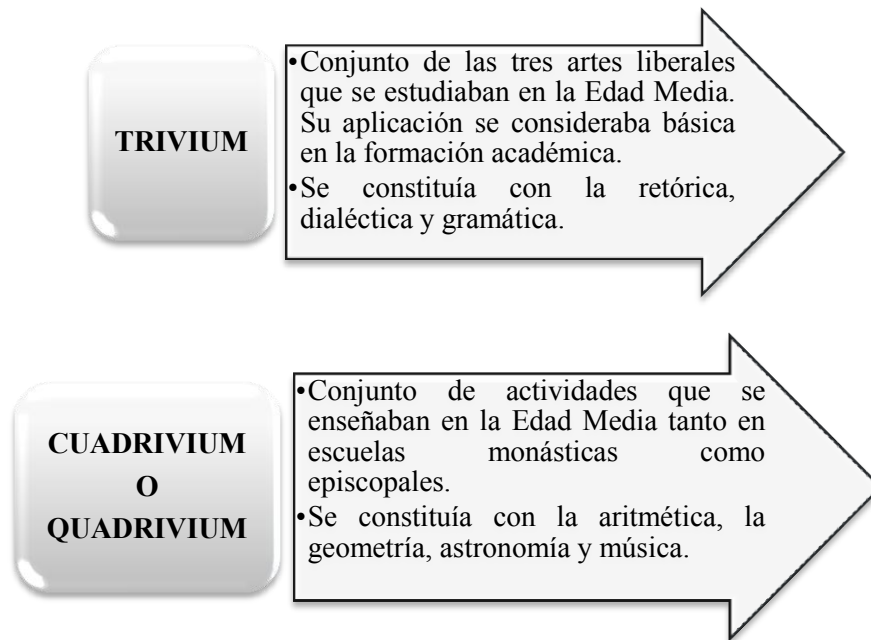 TRIVIUM
•Conjunto de las tres artes liberales
que se estudiaban en la Edad Media.
Su aplicación se consideraba básica
en la formación académica.
•Se constituía con la retórica,
dialéctica y gramática.
CUADRIVIUM
O
QUADRIVIUM
•Conjunto de actividades que se
enseñaban en la Edad Media tanto en
escuelas monásticas como
episcopales.
•Se constituía con la aritmética, la
geometría, astronomía y música.